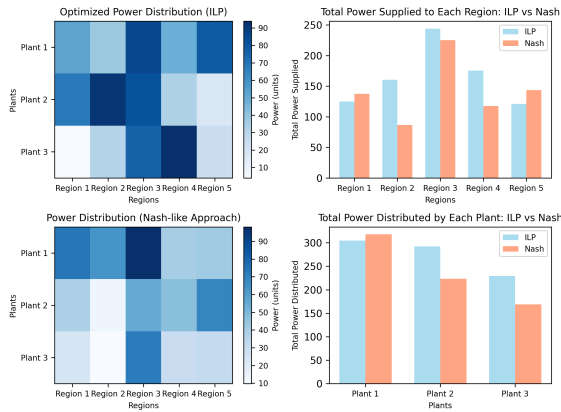 Optimized Power Distribution (ILP)
Plants
Plant 1
Plant 2
Plant 3
Region 1 Region 2 Region 3 Region 4 Region 5
Regions
90
80
70
60
50
40
30
20
10
Power (units)
Total Power Supplied to Each Region: ILP vs Nash
Total Power Supplied
250
200
150
100
50
0
ILP
Nash
Region 1 Region 2 Region 3 Region 4 Region 5
Regions
Power Distribution (Nash-like Approach)
Plants
Plant 1
Plant 2
Plant 3
Region 1 Region 2 Region 3 Region 4 Region 5
Regions
90
80
70
60
50
40
30
20
10
Power (units)
Total Power Distributed by Each Plant: ILP vs Nash
Total Power Distributed
300
250
200
150
100
50
0
ILP
Nash
Plant 1 Plant 2 Plant 3
Plants